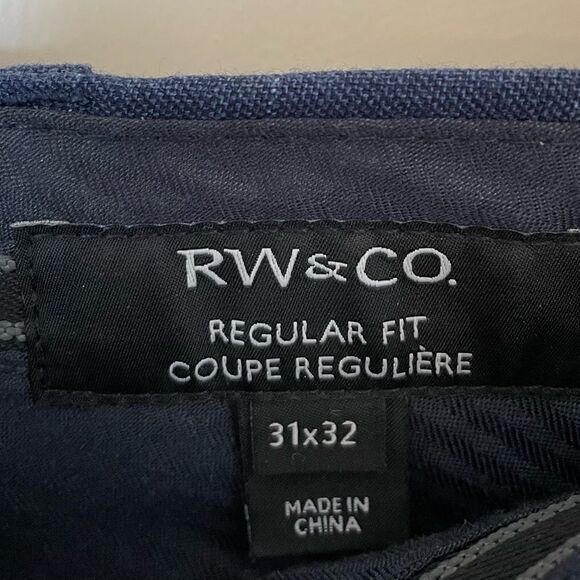 RW&CO.
REGULAR FIT
COUPE REGULIÈRE
31x32
MADE IN
CHINA